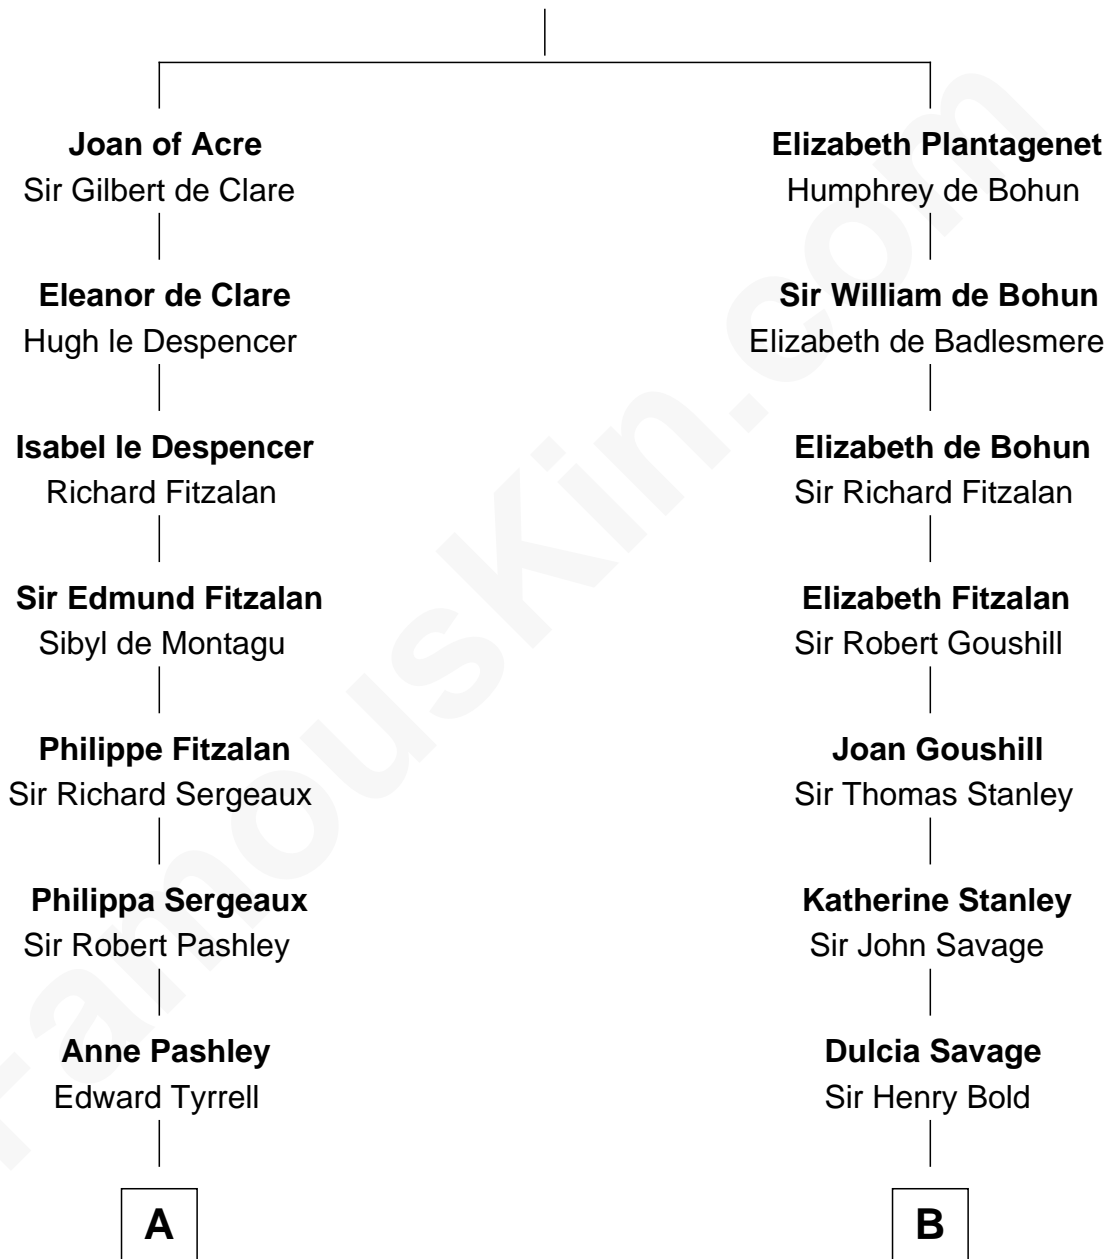 Joan of Acre
Sir Gilbert de Clare
Eleanor de Clare
Hugh le Despencer
Isabel le Despencer
Richard Fitzalan
Sir Edmund Fitzalan
Sibyl de Montagu
Philippe Fitzalan
Sir Richard Sergeaux
Philippa Sergeaux
Sir Robert Pashley
Anne Pashley
Edward Tyrrell
A
Elizabeth Plantagenet
Humphrey de Bohun
Sir William de Bohun
Elizabeth de Badlesmere
Elizabeth de Bohun
Sir Richard Fitzalan
Elizabeth Fitzalan
Sir Robert Goushill
Joan Goushill
Sir Thomas Stanley
Katherine Stanley
Sir John Savage
Dulcia Savage
Sir Henry Bold
B
FamousKin.com